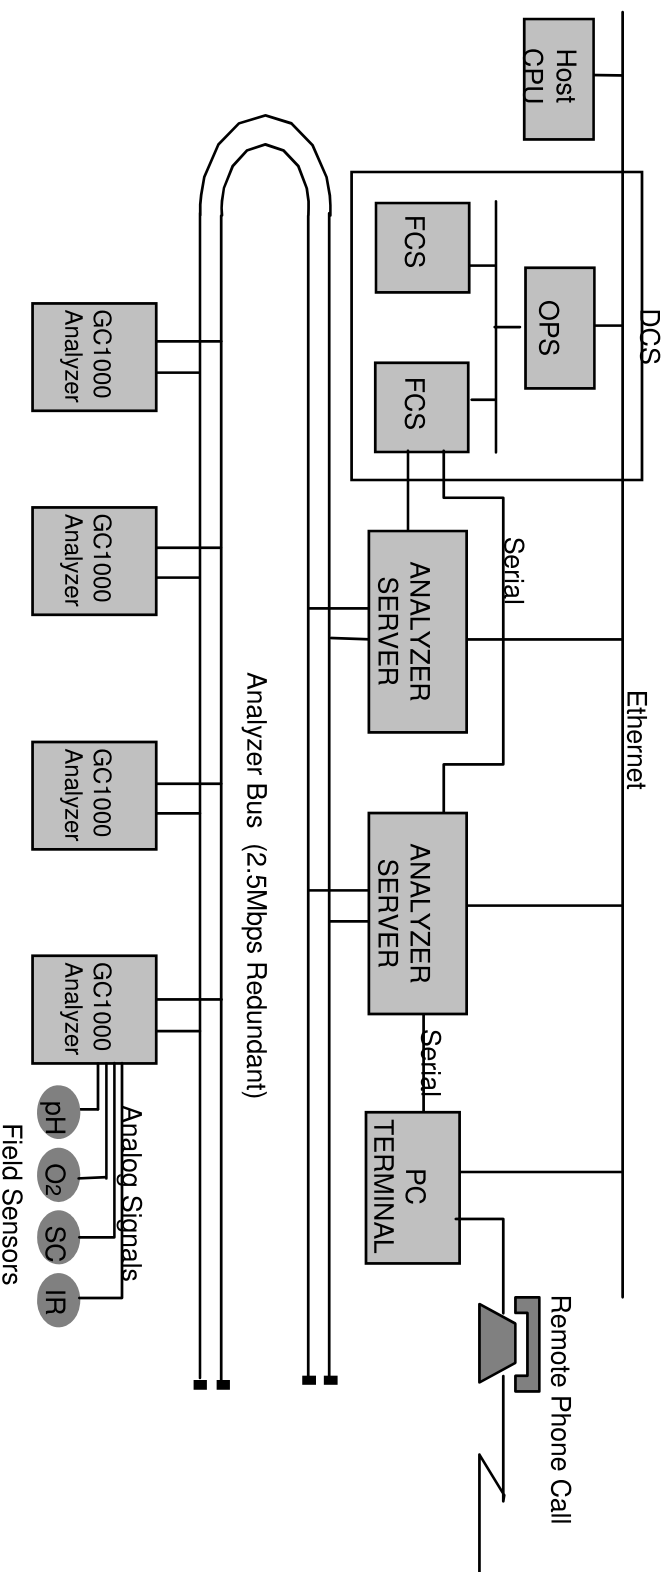 Remote Phone Call
Ethernet
DCS
Host
CPU
OPS
FCS
FCS
Serial
ANALYZER
SERVER
ANALYZER
SERVER
Serial
PC
TERMINAL
Analyzer Bus (2.5Mbps Redundant)
GC1000
Analyzer
GC1000
Analyzer
GC1000
Analyzer
GC1000
Analyzer
Analog Signals
pH
O2
SC
IR
Field Sensors